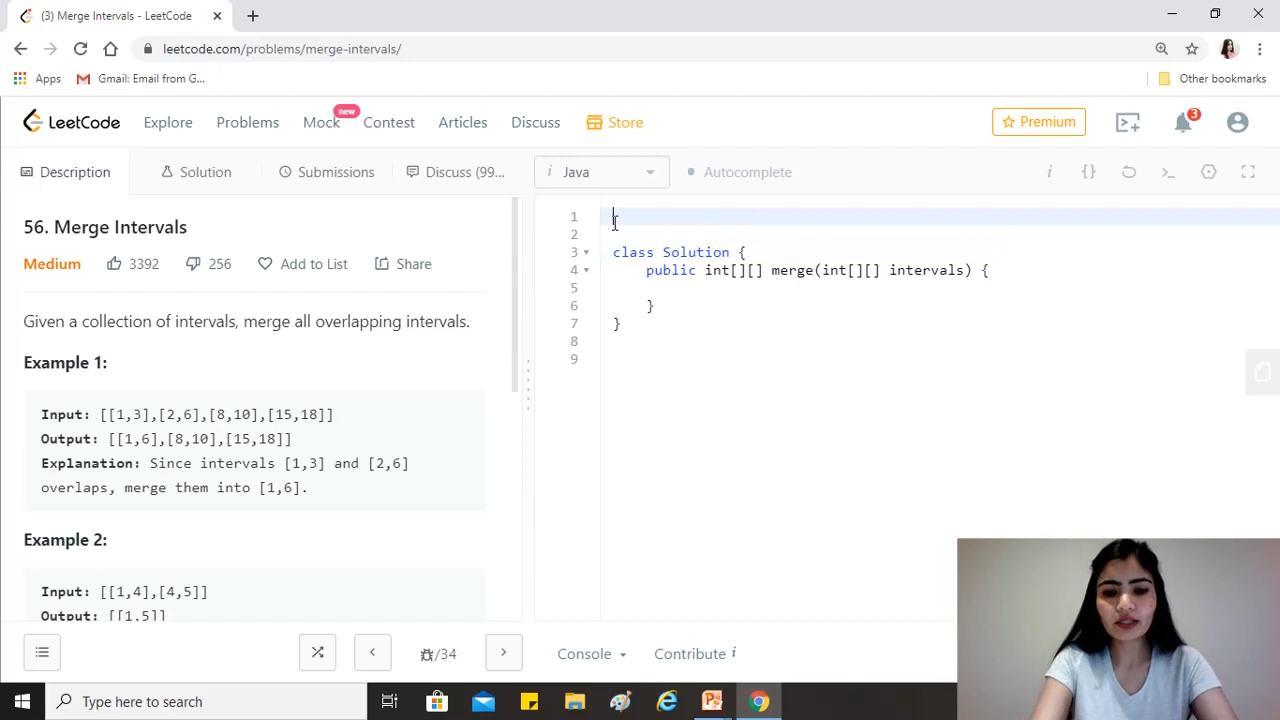 (3) Merge Intervals - LeetCode
leetcode.com/problems/merge-intervals/
Apps
Gmail: Email from G...
Other bookmarks
LeetCode
Explore
Problems
Mock
new
Contest
Articles
Discuss
Store
Premium
3
Description
Solution
Submissions
Discuss (99...
i Java
Autocomplete
i {}
56. Merge Intervals
Medium
3392
256
Add to List
Share
Given a collection of intervals, merge all overlapping intervals.
Example 1:
Input: [[1,3],[2,6],[8,10],[15,18]]
Output: [[1,6],[8,10],[15,18]]
Explanation: Since intervals [1,3] and [2,6]
overlaps, merge them into [1,6].
Example 2:
Input: [[1,4],[4,5]]
Output: [[1,5]]
1
2
3 class Solution {
4 public int[][] merge(int[][] intervals) {
5
6 }
7 }
8
9
/34
Console
Contribute i
Type here to search